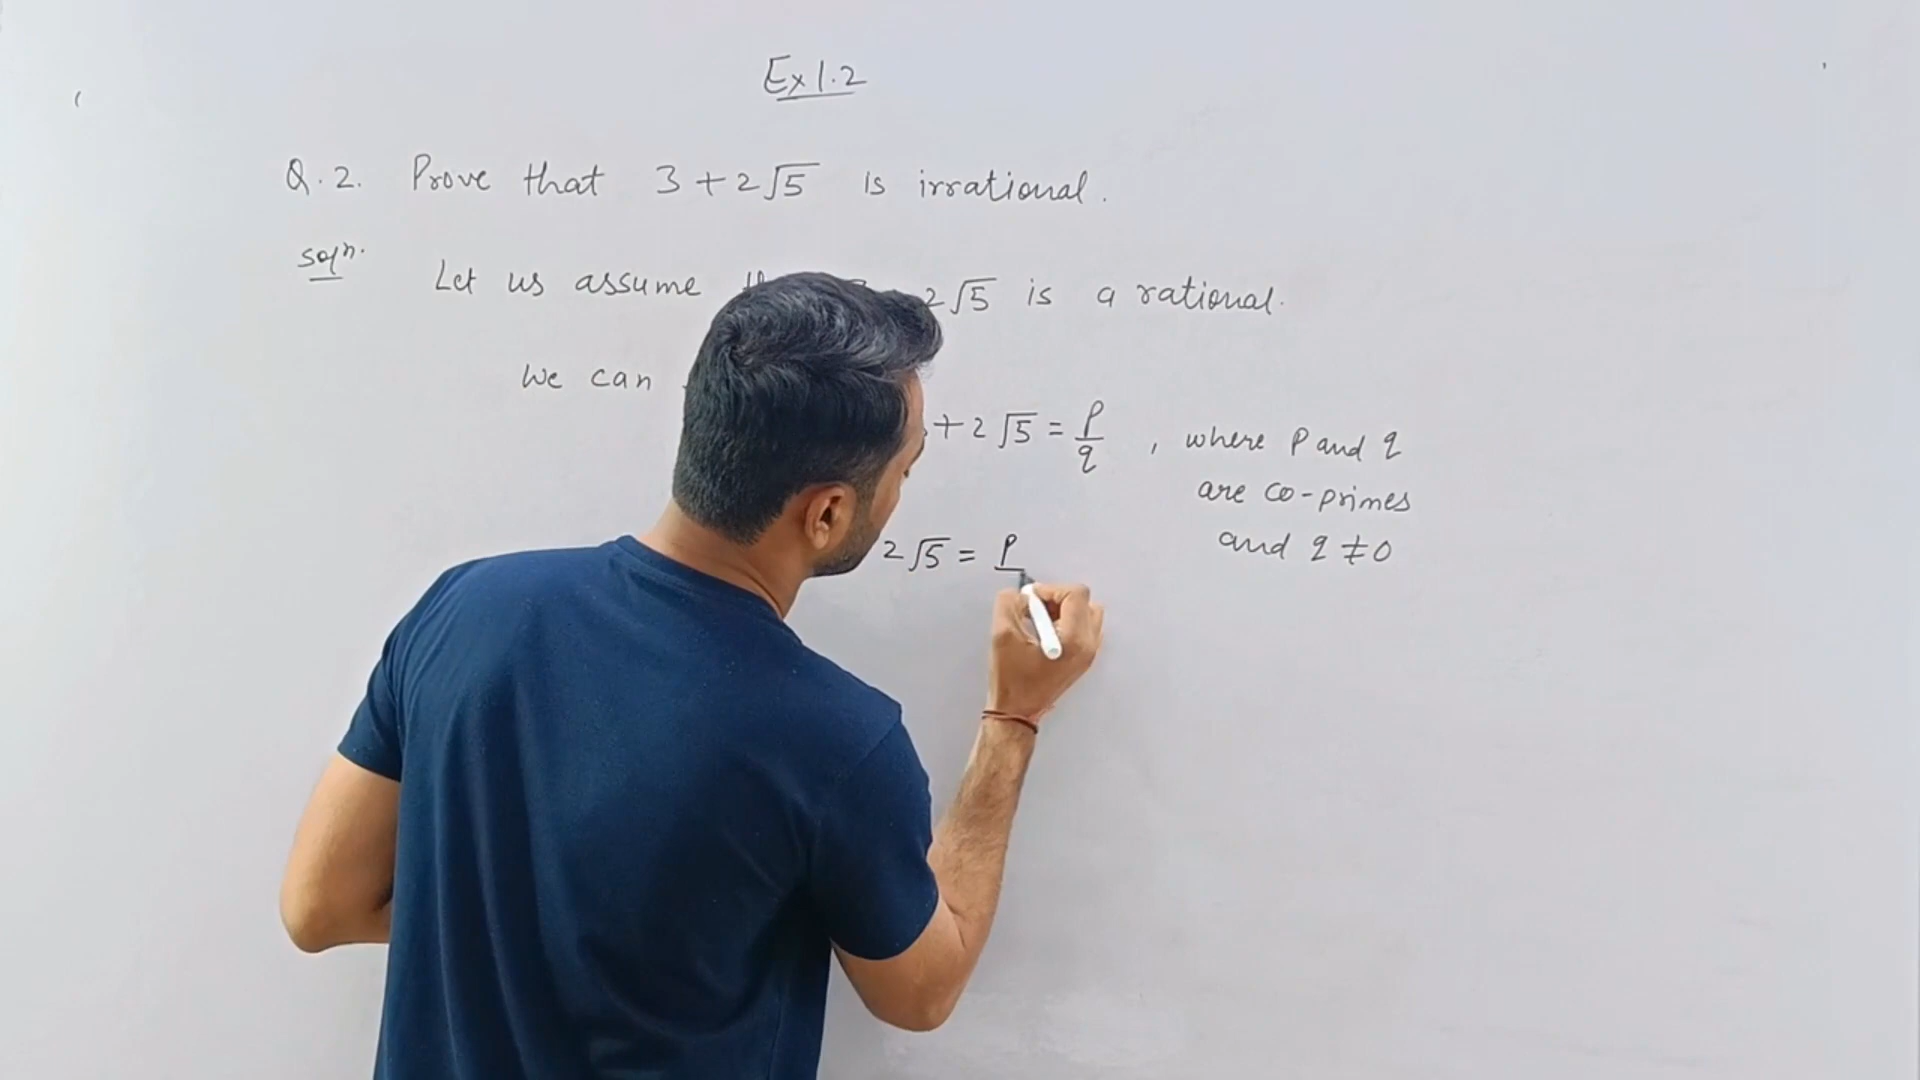 Ex 1.2
Q.2. Prove that 3+2√5 is irrational.
Solⁿ.
Let us assume 2√5 is a rational.
We can
+2√5 = P/q , where P and q
are co-primes
and q ≠ 0
2√5 = P